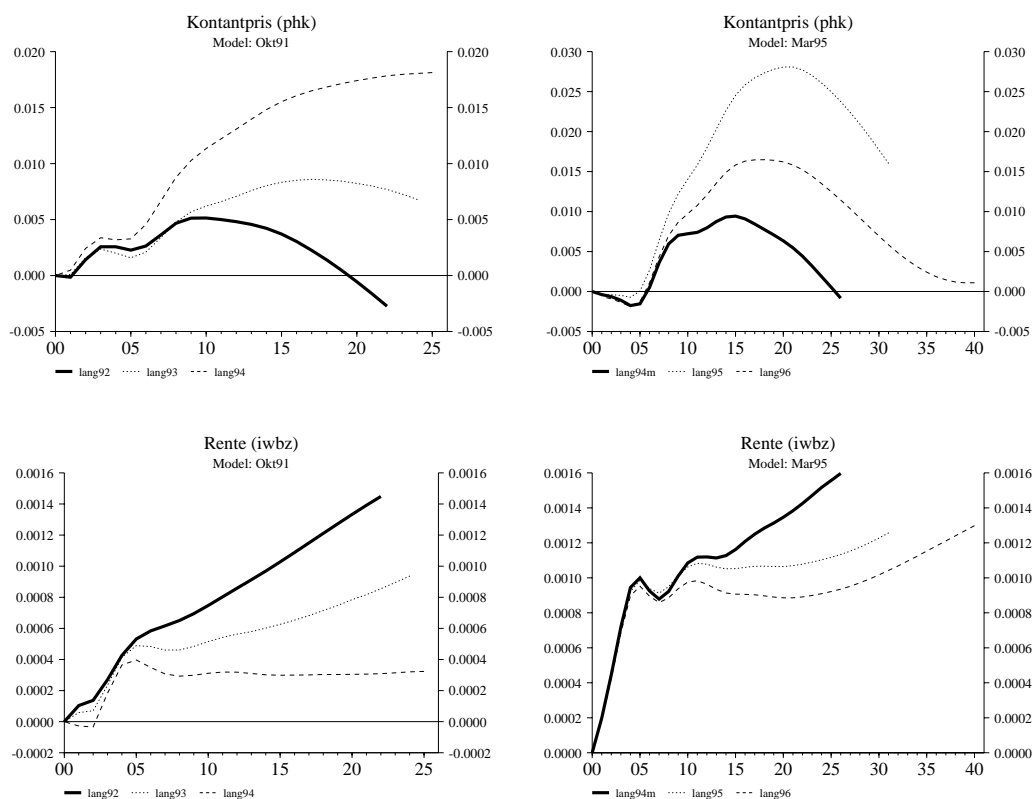 Kontantpris (phk)
Model: Okt91
0.020 0.020
0.015 0.015
0.010 0.010
0.005 0.005
0.000 0.000
-0.005 -0.005
00 05 10 15 20 25
lang92 lang93 lang94
Kontantpris (phk)
Model: Mar95
0.030 0.030
0.025 0.025
0.020 0.020
0.015 0.015
0.010 0.010
0.005 0.005
0.000 0.000
-0.005 -0.005
00 05 10 15 20 25 30 35 40
lang94m lang95 lang96
Rente (iwbz)
Model: Okt91
0.0016 0.0016
0.0014 0.0014
0.0012 0.0012
0.0010 0.0010
0.0008 0.0008
0.0006 0.0006
0.0004 0.0004
0.0002 0.0002
0.0000 0.0000
-0.0002 -0.0002
00 05 10 15 20 25
lang92 lang93 lang94
Rente (iwbz)
Model: Mar95
0.0016 0.0016
0.0014 0.0014
0.0012 0.0012
0.0010 0.0010
0.0008 0.0008
0.0006 0.0006
0.0004 0.0004
0.0002 0.0002
0.0000 0.0000
00 05 10 15 20 25 30 35 40
lang94m lang95 lang96